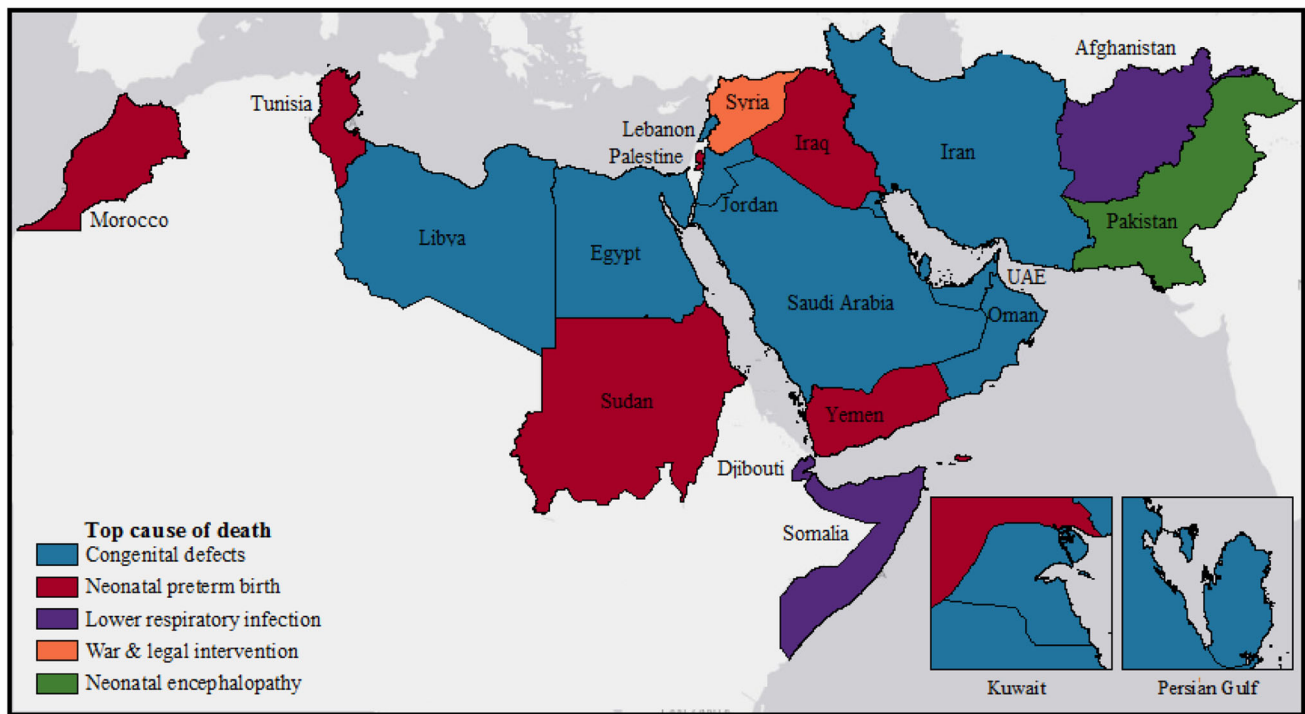 Afghanistan
Tunisia
Syria
Lebanon
Iraq
Palestine
Iran
Morocco
Jordan
Pakistan
Libya
Egypt
UAE
Saudi Arabia
Oman
Sudan
Yemen
Djibouti
Somalia
Top cause of death
Congenital defects
Neonatal preterm birth
Lower respiratory infection
War & legal intervention
Neonatal encephalopathy
Kuwait
Persian Gulf